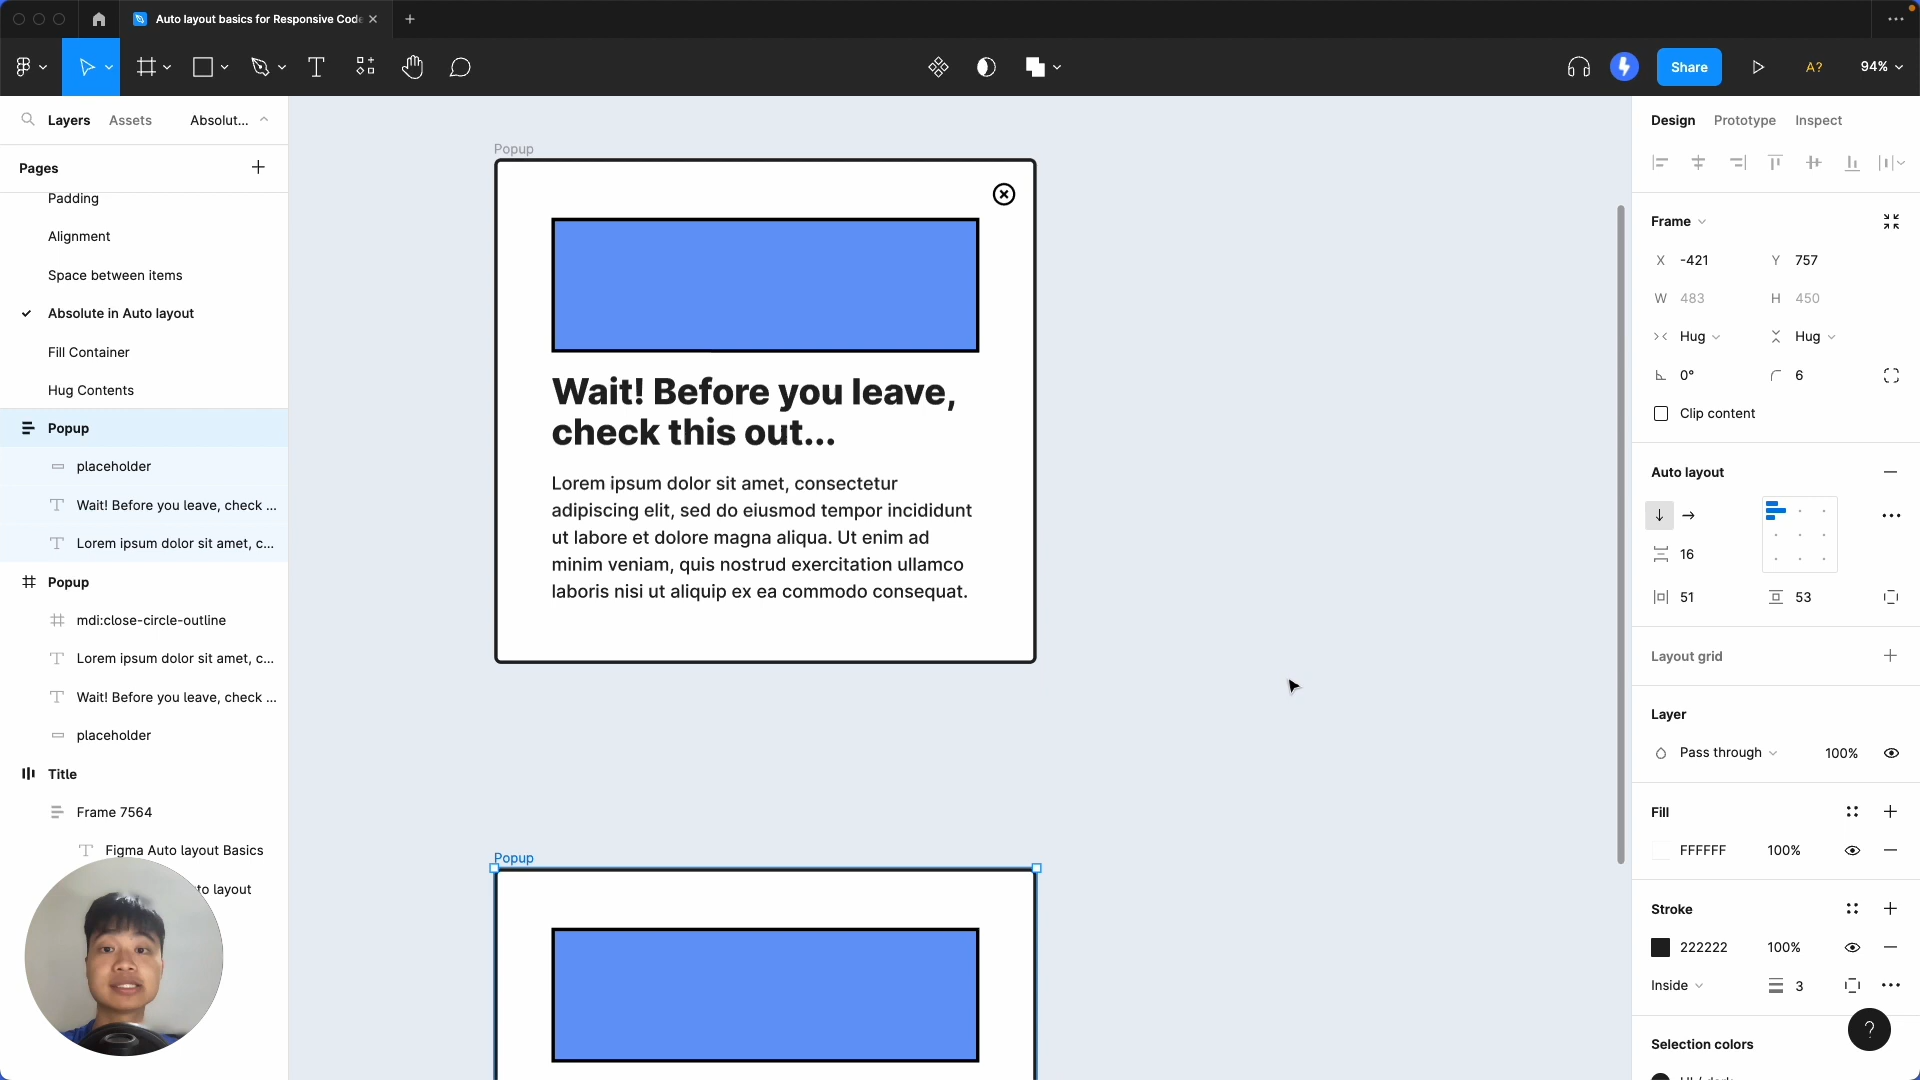 Auto layout basics for Responsive Code
Share
A?
94%
Layers
Assets
Absolut...
Pages
Padding
Alignment
Space between items
Absolute in Auto layout
Fill Container
Hug Contents
Popup
placeholder
Wait! Before you leave, check ...
Lorem ipsum dolor sit amet, c...
Popup
mdi:close-circle-outline
Lorem ipsum dolor sit amet, c...
Wait! Before you leave, check ...
placeholder
Title
Frame 7564
Figma Auto layout Basics
to layout
Popup
Wait! Before you leave,
check this out...
Lorem ipsum dolor sit amet, consectetur
adipiscing elit, sed do eiusmod tempor incididunt
ut labore et dolore magna aliqua. Ut enim ad
minim veniam, quis nostrud exercitation ullamco
laboris nisi ut aliquip ex ea commodo consequat.
Popup
Design
Prototype
Inspect
Frame
X -421
Y 757
W 483
H 450
Hug
Hug
0°
6
Clip content
Auto layout
16
51
53
Layout grid
Layer
Pass through
100%
Fill
FFFFFF
100%
Stroke
222222
100%
Inside
3
?
Selection colors